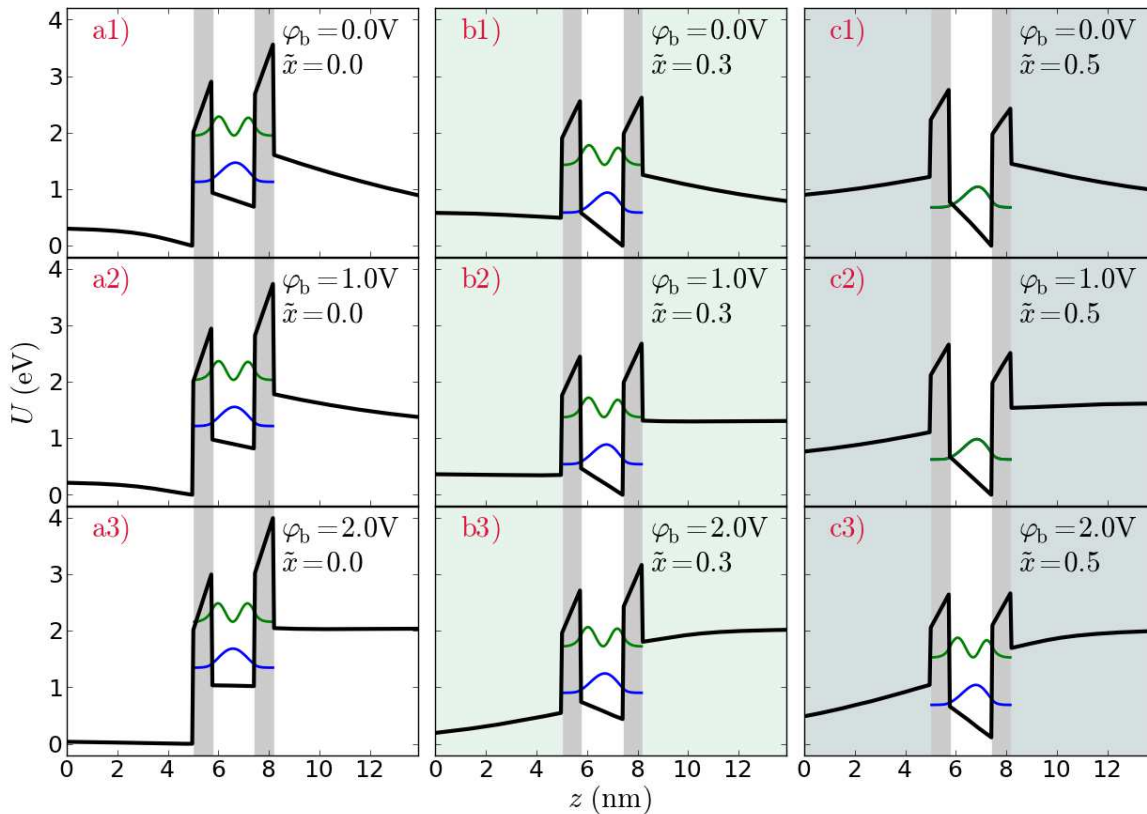 a1)
φb=0.0V
x̃=0.0
b1)
φb=0.0V
x̃=0.3
c1)
φb=0.0V
x̃=0.5
4
3
2
1
0
a2)
φb=1.0V
x̃=0.0
b2)
φb=1.0V
x̃=0.3
c2)
φb=1.0V
x̃=0.5
U (eV)
4
3
2
1
0
a3)
φb=2.0V
x̃=0.0
b3)
φb=2.0V
x̃=0.3
c3)
φb=2.0V
x̃=0.5
4
3
2
1
0
0 2 4 6 8 10 12
0 2 4 6 8 10 12
0 2 4 6 8 10 12
z (nm)